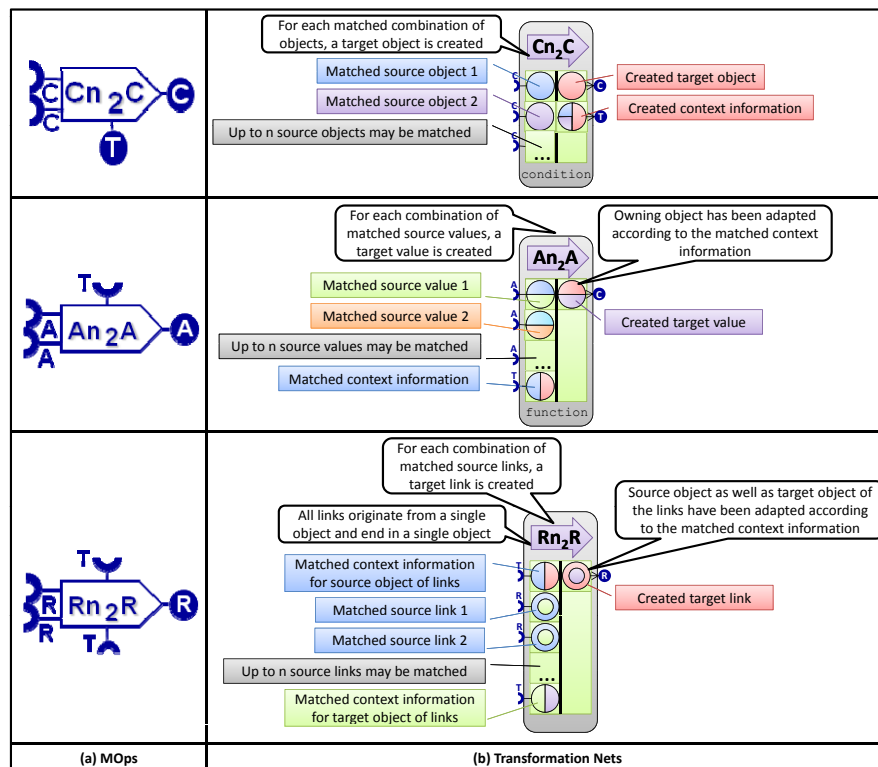 C
C
Cn 2 C
C
T
For each matched combination of
objects, a target object is created
Cn2C
Matched source object 1
C
C
Created target object
Matched source object 2
C
T
Created context information
Up to n source objects may be matched
C
...
condition
T
A
A
An 2 A
A
For each combination of
matched source values, a
target value is created
Owning object has been adapted
according to the matched context
information
An2A
Matched source value 1
A
C
Matched source value 2
A
Created target value
Up to n source values may be matched
A
...
Matched context information
T
function
T
R
R
Rn 2 R
R
T
For each combination of
matched source links, a
target link is created
All links originate from a single
object and end in a single object
Source object as well as target object of
the links have been adapted according
to the matched context information
Rn2R
Matched context information
for source object of links
T
R
Created target link
Matched source link 1
R
Matched source link 2
R
Up to n source links may be matched
...
Matched context information
for target object of links
T
(a) MOps
(b) Transformation Nets